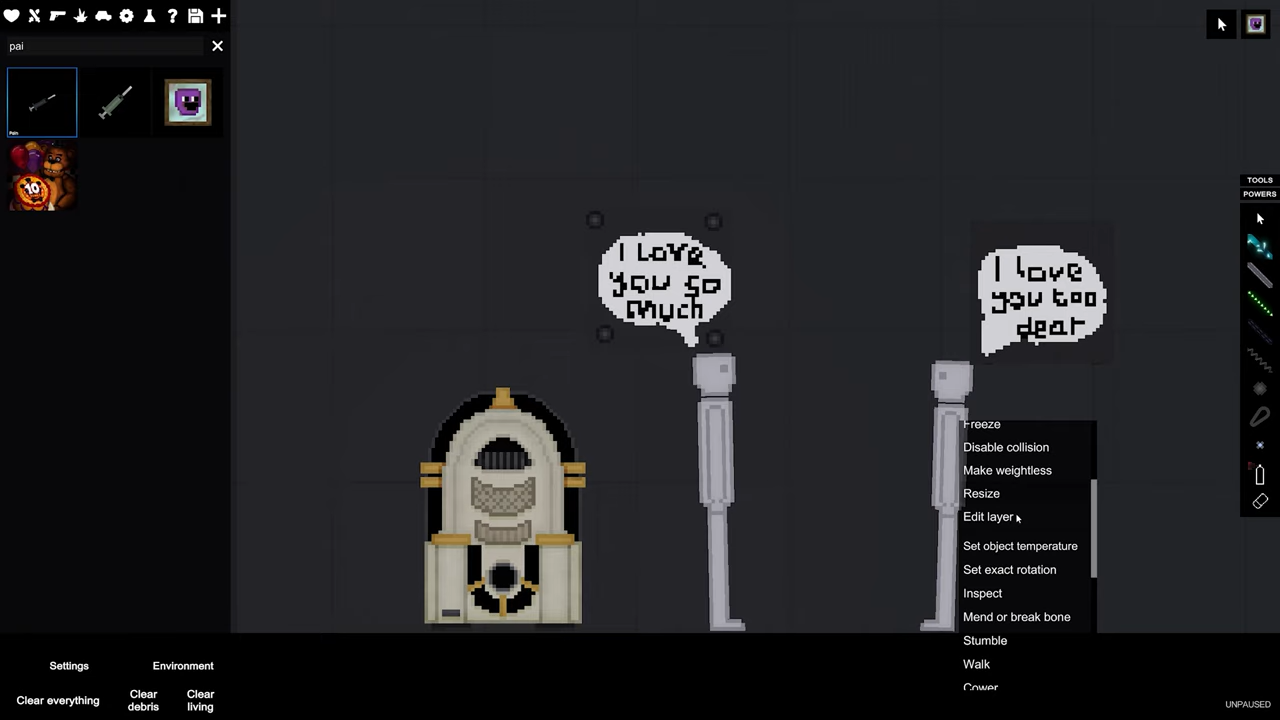 pai
Pain
10
I Love
you so
Much
I love
you too
dear
TOOLS
POWERS
Freeze
Disable collision
Make weightless
Resize
Edit layer
Set object temperature
Set exact rotation
Inspect
Mend or break bone
Stumble
Walk
Cower
Settings
Environment
Clear everything
Clear
debris
Clear
living
UNPAUSED